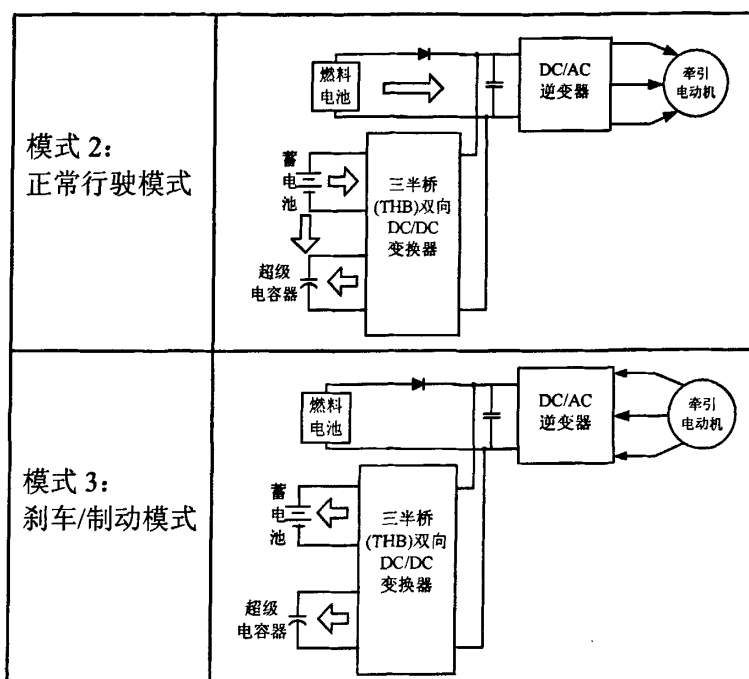 模式 2:
正常行驶模式
燃料
电池
DC/AC
逆变器
牵引
电动机
蓄
电
池
三半桥
(THB)双向
DC/DC
变换器
超级
电容器
模式 3:
刹车/制动模式
燃料
电池
DC/AC
逆变器
牵引
电动机
蓄
电
池
三半桥
(THB)双向
DC/DC
变换器
超级
电容器